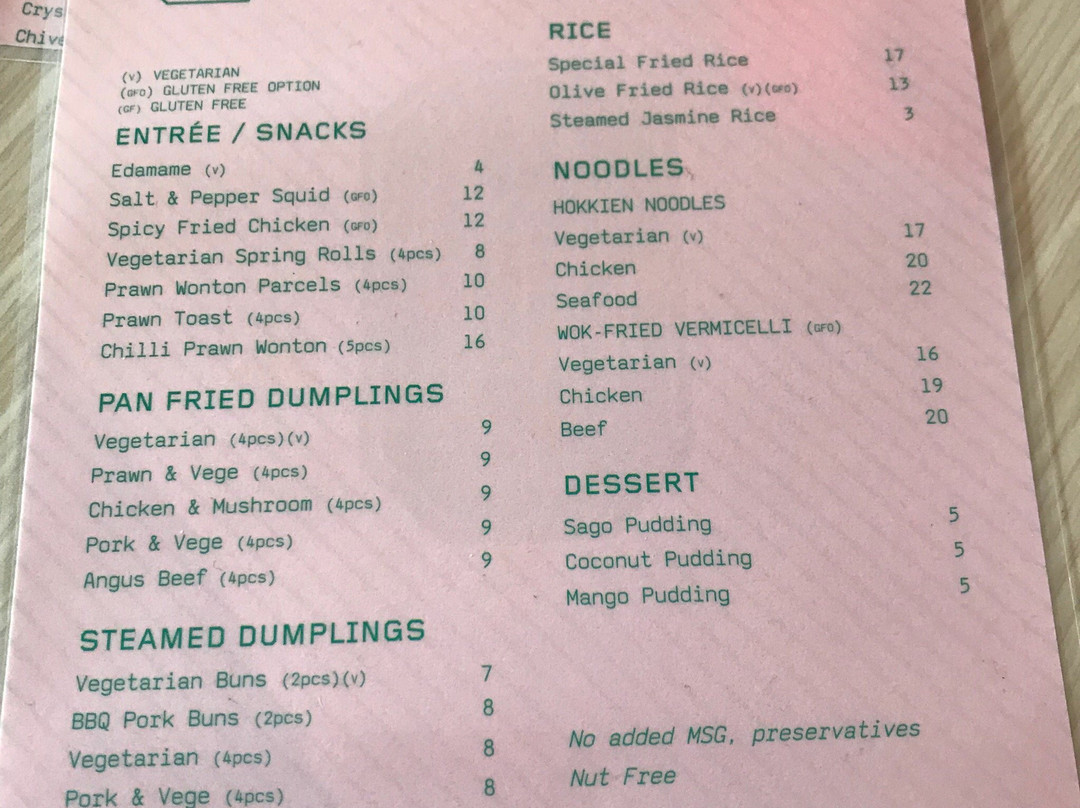 Crys
Chive
(V) VEGETARIAN
(GFO) GLUTEN FREE OPTION
(GF) GLUTEN FREE
ENTRÉE / SNACKS
Edamame (v) 4
Salt & Pepper Squid (GFO) 12
Spicy Fried Chicken (GFO) 12
Vegetarian Spring Rolls (4pcs) 8
Prawn Wonton Parcels (4pcs) 10
Prawn Toast (4pcs) 10
Chilli Prawn Wonton (5pcs) 16
PAN FRIED DUMPLINGS
Vegetarian (4pcs)(v) 9
Prawn & Vege (4pcs) 9
Chicken & Mushroom (4pcs) 9
Pork & Vege (4pcs) 9
Angus Beef (4pcs) 9
STEAMED DUMPLINGS
Vegetarian Buns (2pcs)(v) 7
BBQ Pork Buns (2pcs) 8
Vegetarian (4pcs) 8
Pork & Vege (4pcs) 8
RICE
Special Fried Rice 17
Olive Fried Rice (v)(GFO) 13
Steamed Jasmine Rice 3
NOODLES
HOKKIEN NOODLES
Vegetarian (v) 17
Chicken 20
Seafood 22
WOK-FRIED VERMICELLI (GFO)
Vegetarian (v) 16
Chicken 19
Beef 20
DESSERT
Sago Pudding 5
Coconut Pudding 5
Mango Pudding 5
No added MSG, preservatives
Nut Free